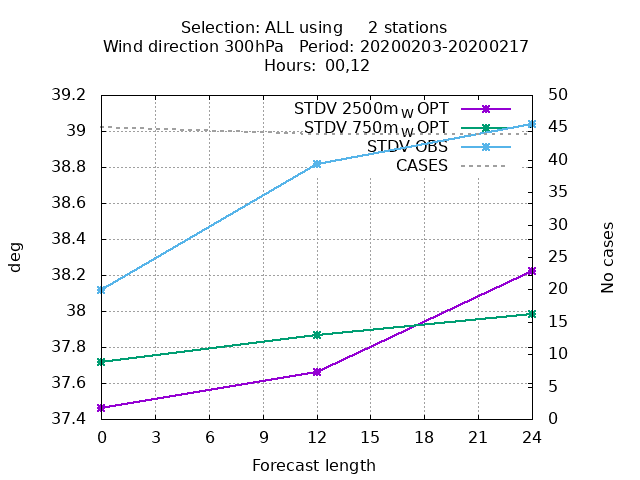 Selection: ALL using 2 stations
Wind direction 300hPa Period: 20200203-20200217
Hours: 00,12
STDV 2500m_W OPT
STDV 750m_W OPT
STDV OBS
CASES
39.2
39
38.8
38.6
38.4
38.2
38
37.8
37.6
37.4
deg
50
45
40
35
30
25
20
15
10
5
0
No cases
0 3 6 9 12 15 18 21 24
Forecast length